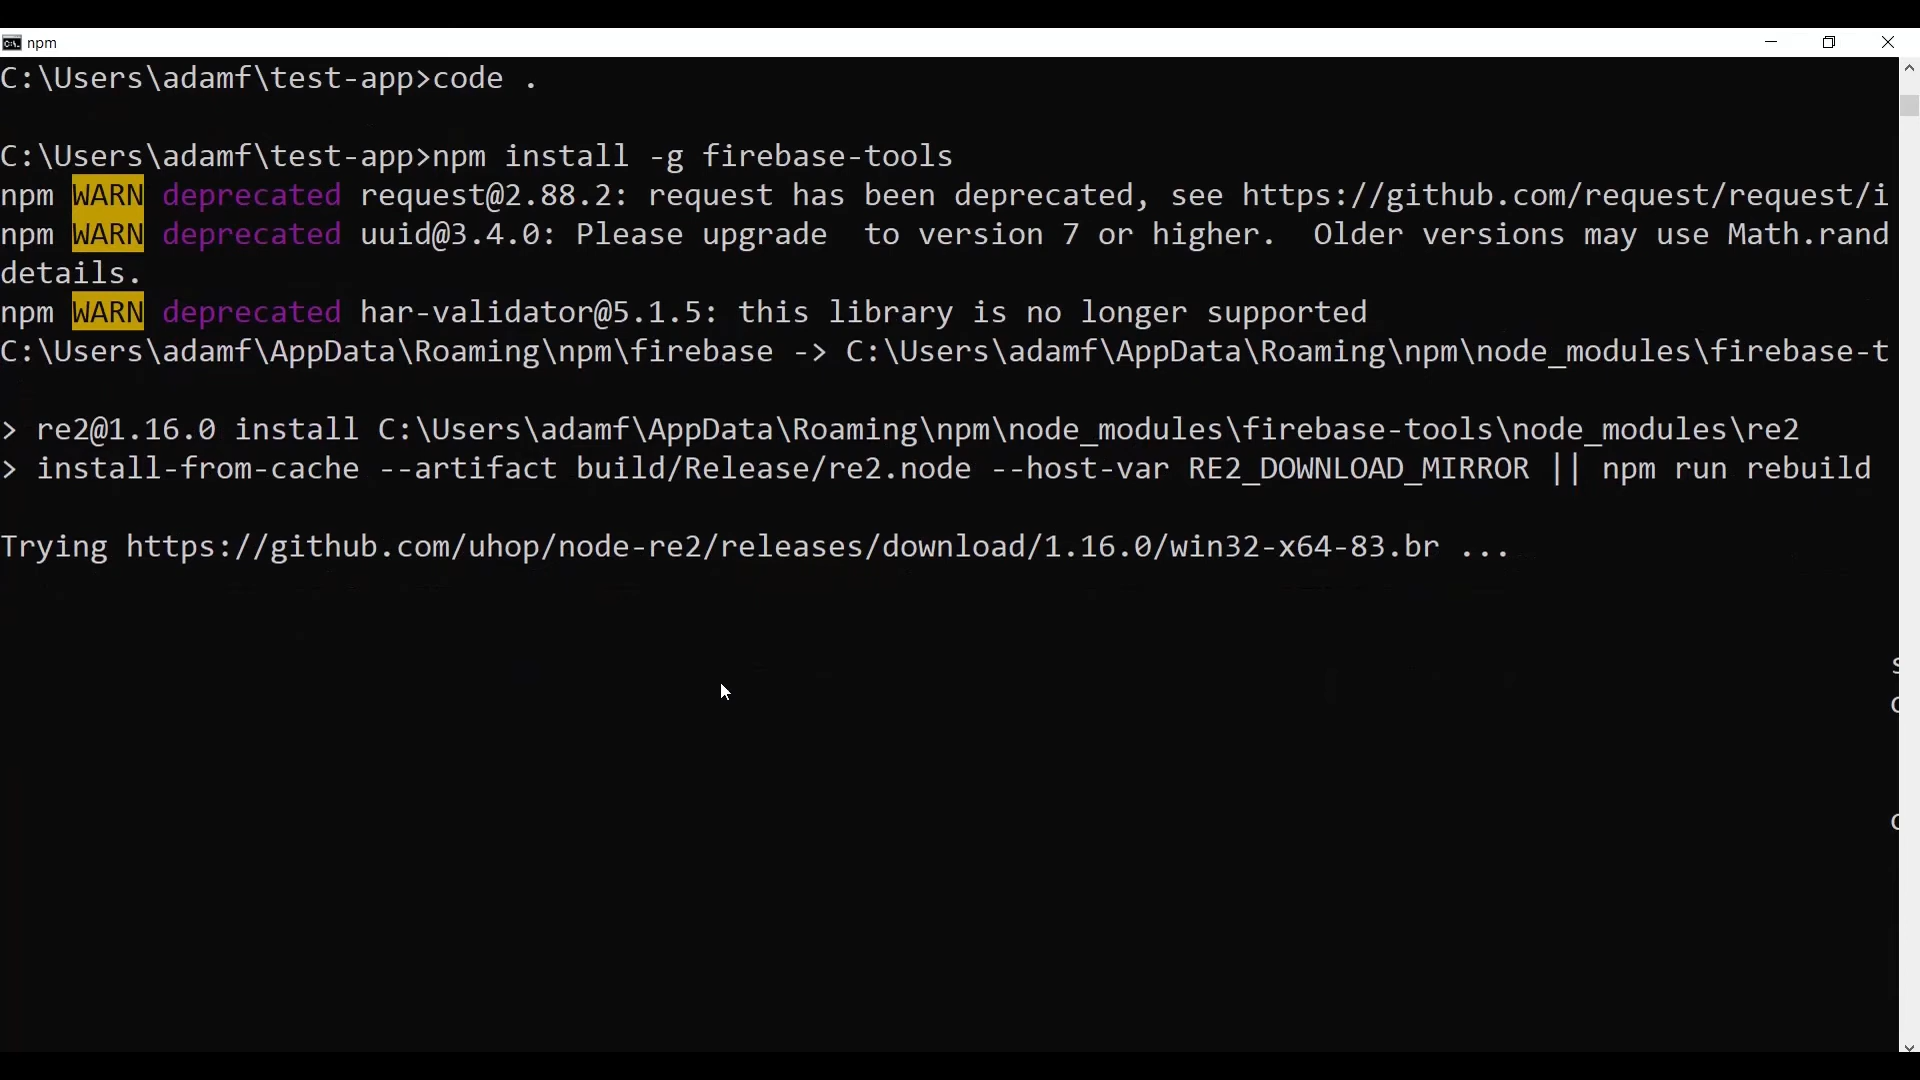 npm
C:\Users\adamf\test-app>code .
C:\Users\adamf\test-app>npm install -g firebase-tools
npm WARN deprecated request@2.88.2: request has been deprecated, see https://github.com/request/request/i
npm WARN deprecated uuid@3.4.0: Please upgrade  to version 7 or higher.  Older versions may use Math.rand
details.
npm WARN deprecated har-validator@5.1.5: this library is no longer supported
C:\Users\adamf\AppData\Roaming\npm\firebase -> C:\Users\adamf\AppData\Roaming\npm\node_modules\firebase-t
> re2@1.16.0 install C:\Users\adamf\AppData\Roaming\npm\node_modules\firebase-tools\node_modules\re2
> install-from-cache --artifact build/Release/re2.node --host-var RE2_DOWNLOAD_MIRROR || npm run rebuild
Trying https://github.com/uhop/node-re2/releases/download/1.16.0/win32-x64-83.br ...